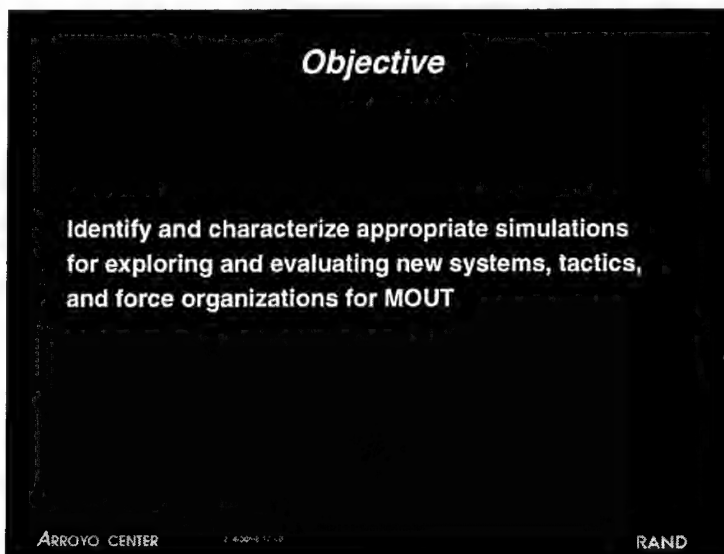 Objective
Identify and characterize appropriate simulations
for exploring and evaluating new systems, tactics,
and force organizations for MOUT
ARROYO CENTER
RAND